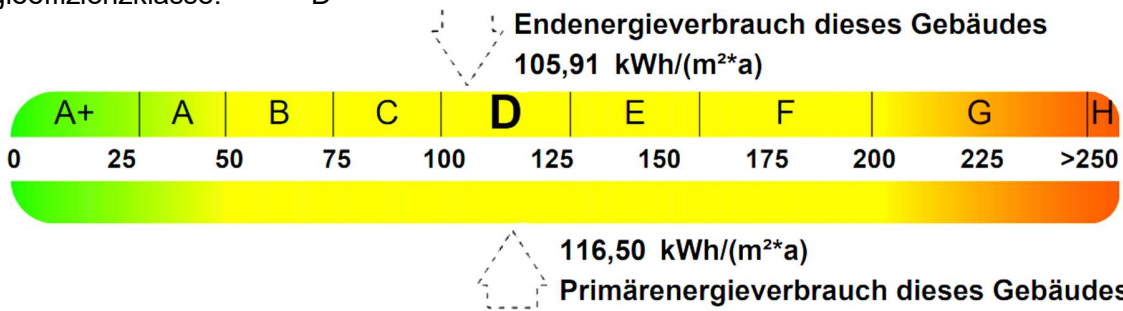 gieeffizienzklasse: D
Endenergieverbrauch dieses Gebäudes
105,91 kWh/(m²*a)
A+ A B C D E F G H
0 25 50 75 100 125 150 175 200 225 >250
116,50 kWh/(m²*a)
Primärenergieverbrauch dieses Gebäudes